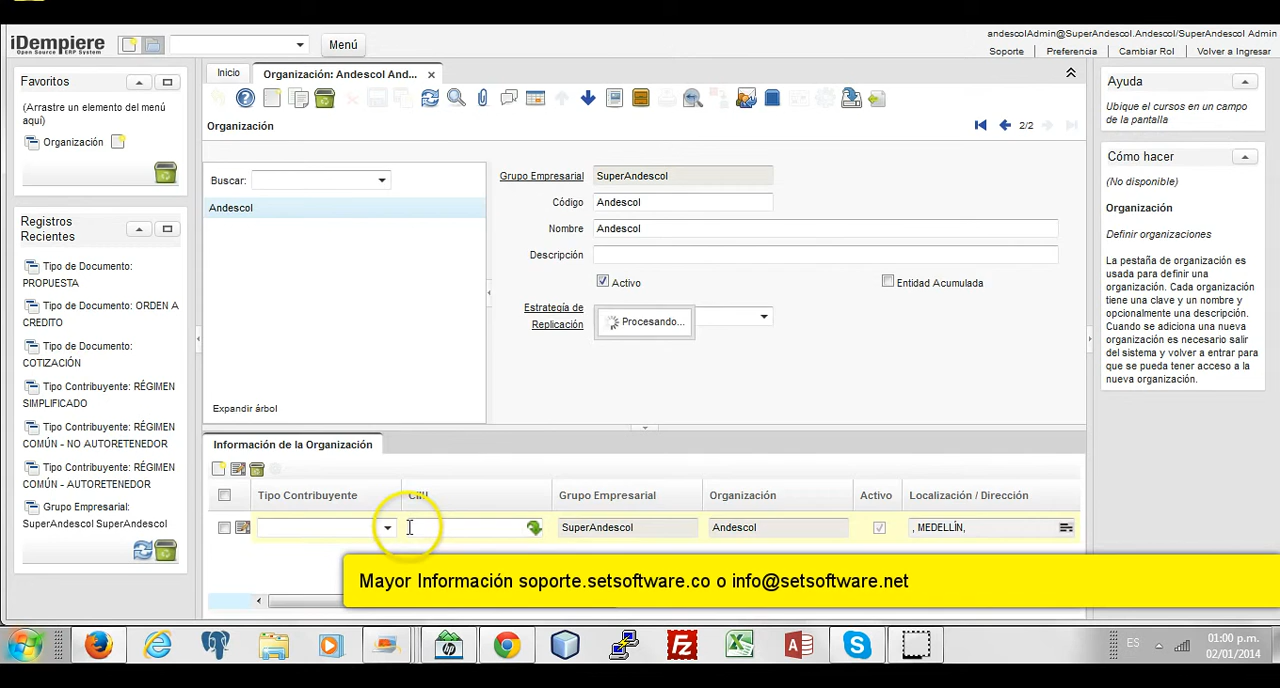 iDempiere
Open Source ERP System
Menú
andescolAdmin@SuperAndescol.Andescol/SuperAndescol Admin
Soporte
Preferencia
Cambiar Rol
Volver a Ingresar
Favoritos
(Arrastre un elemento del menú
aquí)
Organización
Registros
Recientes
Tipo de Documento:
PROPUESTA
Tipo de Documento: ORDEN A
CREDITO
Tipo de Documento:
COTIZACIÓN
Tipo Contribuyente: RÉGIMEN
SIMPLIFICADO
Tipo Contribuyente: RÉGIMEN
COMÚN - NO AUTORETENEDOR
Tipo Contribuyente: RÉGIMEN
COMÚN - AUTORETENEDOR
Grupo Empresarial:
SuperAndescol SuperAndescol
Inicio
Organización: Andescol And...
Organización
2/2
Buscar:
Andescol
Expandir árbol
Grupo Empresarial
SuperAndescol
Código
Andescol
Nombre
Andescol
Descripción
Activo
Entidad Acumulada
Estrategía de
Replicación
Procesando...
Información de la Organización
Tipo Contribuyente
Grupo Empresarial
Organización
Activo
Localización / Dirección
SuperAndescol
Andescol
, MEDELLÍN,
Ayuda
Ubique el cursos en un campo
de la pantalla
Cómo hacer
(No disponible)
Organización
Definir organizaciones
La pestaña de organización es
usada para definir una
organización. Cada organización
tiene una clave y un nombre y
opcionalmente una descripción.
Cuando se adiciona una nueva
organización es necesario salir
del sistema y volver a entrar para
que se pueda tener acceso a la
nueva organización.
Mayor Información soporte.setsoftware.co o info@setsoftware.net
ES
01:00 p.m.
02/01/2014